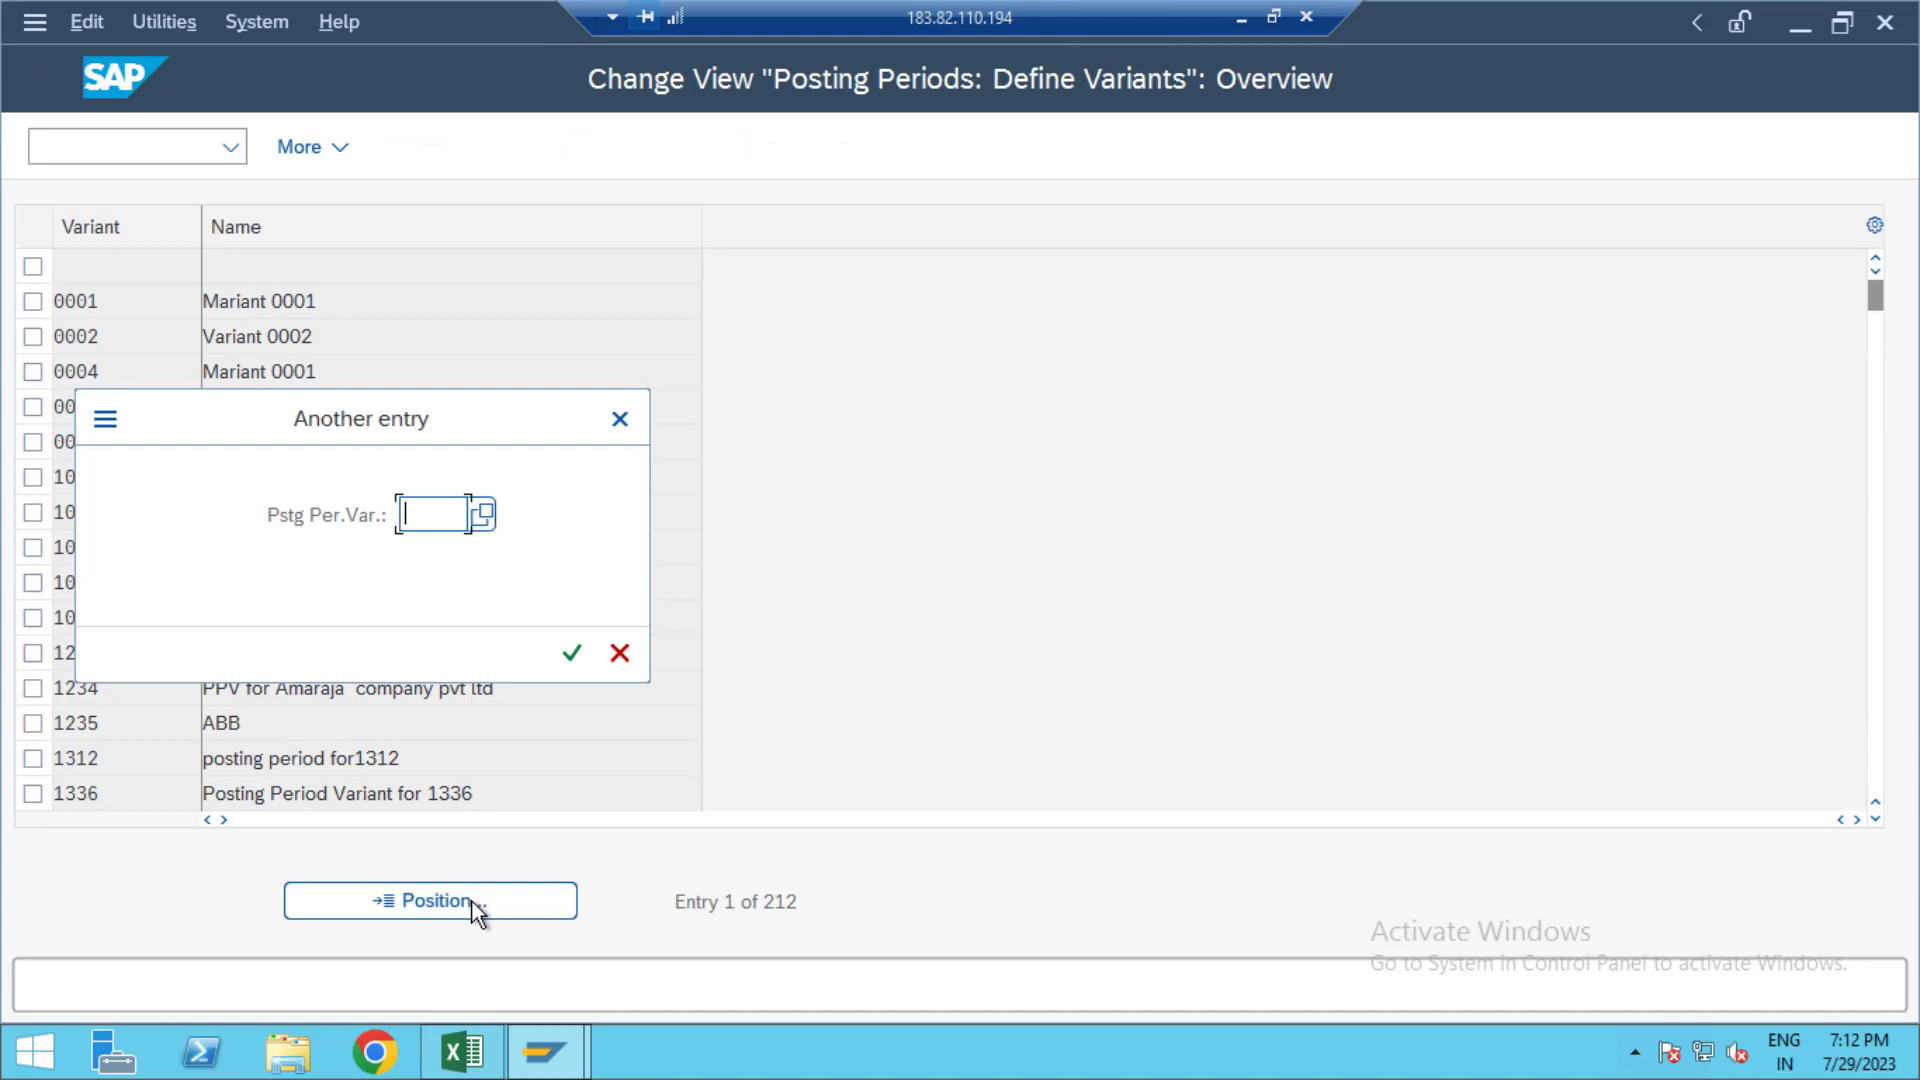 Edit Utilities System Help
183.82.110.194
SAP
Change View "Posting Periods: Define Variants": Overview
More
Variant Name
0001 Mariant 0001
0002 Variant 0002
0004 Mariant 0001
00
00
10
10
10
10
10
12
Another entry
Pstg Per.Var.:
1234 PPV for Amaraja company pvt ltd
1235 ABB
1312 posting period for1312
1336 Posting Period Variant for 1336
Position...
Entry 1 of 212
Activate Windows
Go to System in Control Panel to activate Windows.
ENG 7:12 PM
IN 7/29/2023